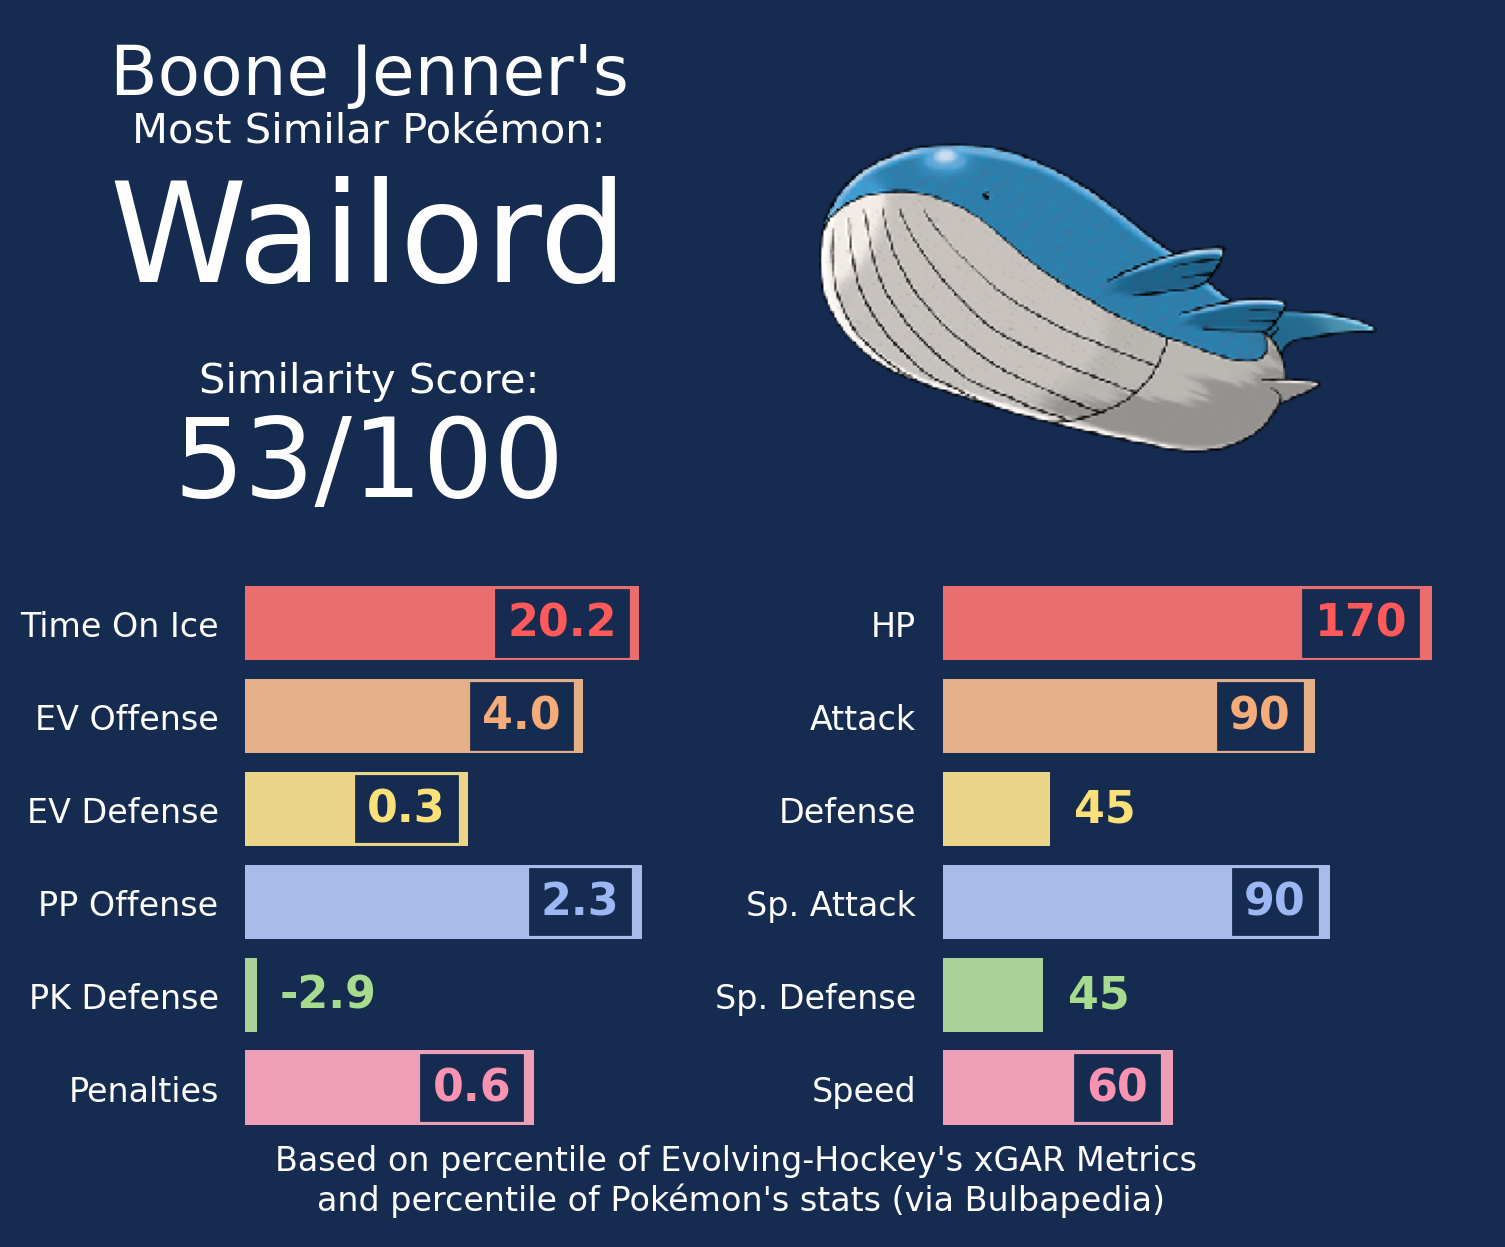 Boone Jenner's
Most Similar Pokémon:
Wailord
Similarity Score:
53/100
Time On Ice 20.2
EV Offense 4.0
EV Defense 0.3
PP Offense 2.3
PK Defense -2.9
Penalties 0.6
HP 170
Attack 90
Defense 45
Sp. Attack 90
Sp. Defense 45
Speed 60
Based on percentile of Evolving-Hockey's xGAR Metrics
and percentile of Pokémon's stats (via Bulbapedia)